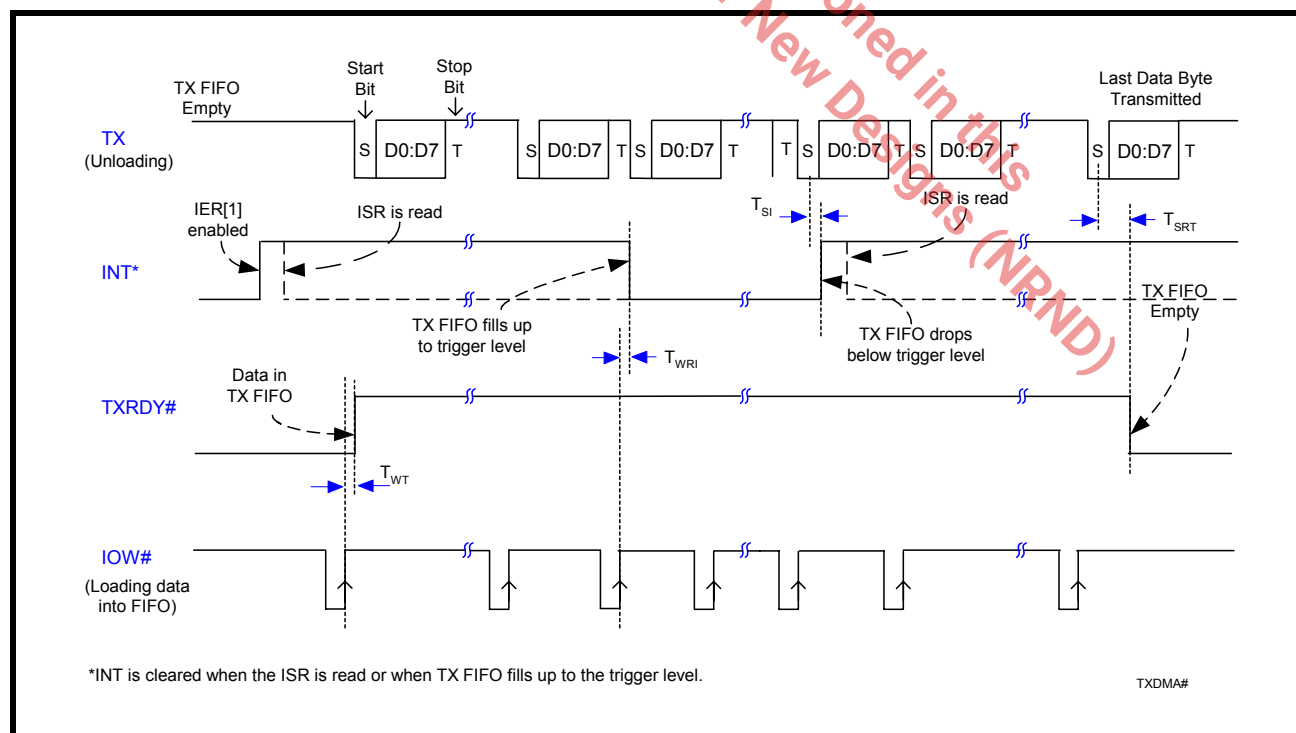 oned in this
New Designs (NRND)
TX FIFO
Empty
Start
Bit
Stop
Bit
Last Data Byte
Transmitted
TX
(Unloading)
S D0:D7 T S D0:D7 T S D0:D7 T T S D0:D7 T S D0:D7 T S D0:D7 T
IER[1]
enabled
ISR is read
TSI
ISR is read
TSRT
INT*
TX FIFO fills up
to trigger level
TX FIFO drops
below trigger level
TX FIFO
Empty
TWRI
Data in
TX FIFO
TXRDY#
TWT
IOW#
(Loading data
into FIFO)
*INT is cleared when the ISR is read or when TX FIFO fills up to the trigger level.
TXDMA#